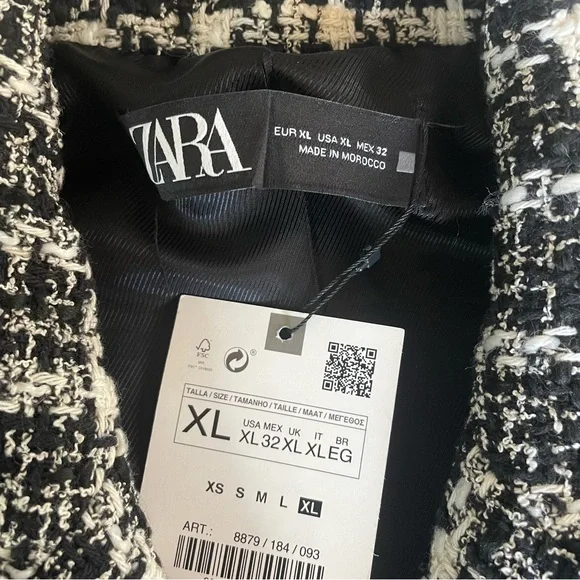 ZARA
EUR XL USA XL MEX 32
MADE IN MOROCCO
FSC
TALLA / SIZE / TAMANHO / TAILLE / MAAT / ΜΕΓΕΘΟΣ
XL
USA MEX UK IT BR
XL 32 XL XL EG
XS S M L XL
ART.:
8879 / 184 / 093